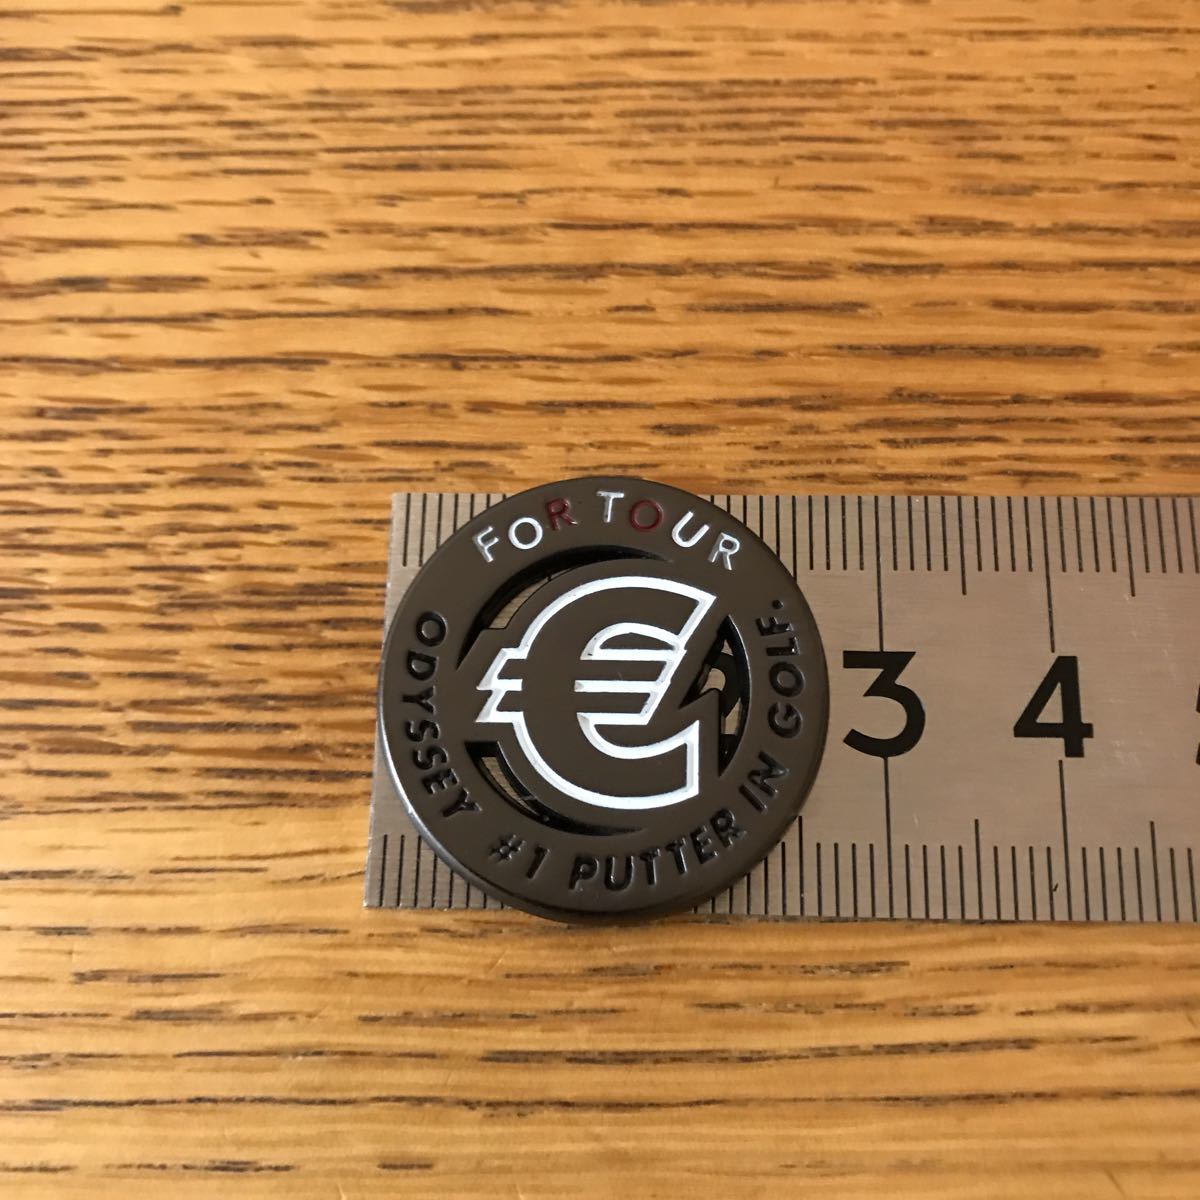 FOR TOUR
€
ODYSSEY #1 PUTTER IN GOLF.
3 4